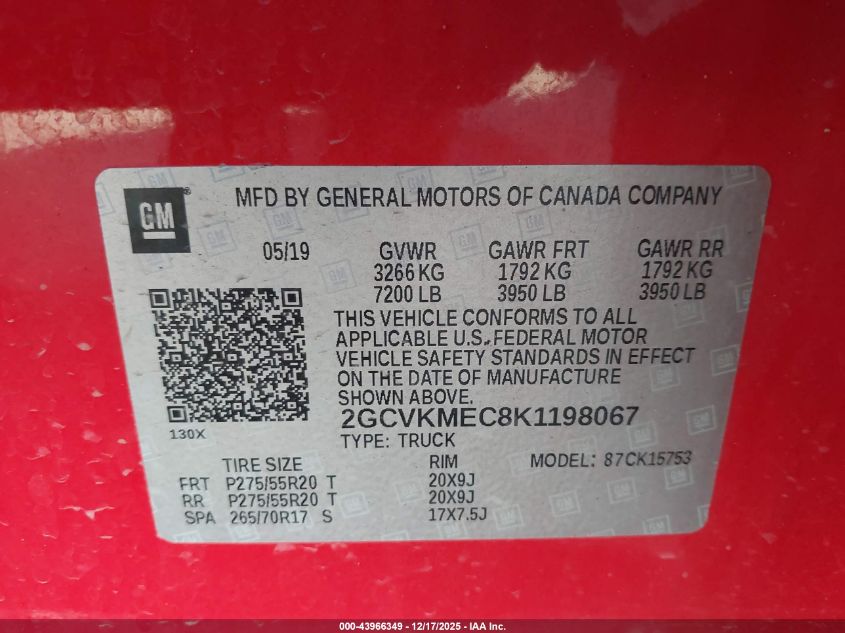 GM ®
MFD BY GENERAL MOTORS OF CANADA COMPANY
05/19 GVWR GAWR FRT GAWR RR
3266 KG 1792 KG 1792 KG
7200 LB 3950 LB 3950 LB
THIS VEHICLE CONFORMS TO ALL
APPLICABLE U.S. FEDERAL MOTOR
VEHICLE SAFETY STANDARDS IN EFFECT
ON THE DATE OF MANUFACTURE
SHOWN ABOVE.
2GCVKMEC8K1198067
130X
TYPE: TRUCK
TIRE SIZE RIM MODEL: 87CK15753
FRT P275/55R20 T 20X9J
RR P275/55R20 T 20X9J
SPA 265/70R17 S 17X7.5J
000-43966349 - 12/17/2025 - IAA Inc.